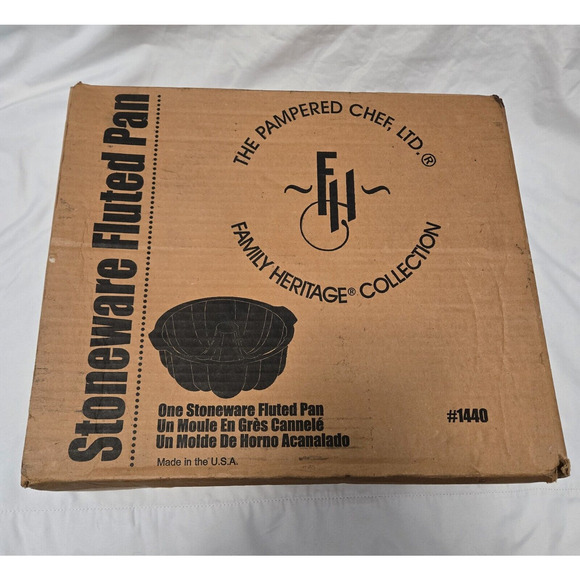 Stoneware Fluted Pan
THE PAMPERED CHEF, LTD.®
FH
FAMILY HERITAGE® COLLECTION
One Stoneware Fluted Pan
Un Moule En Grès Cannelé
Un Molde De Horno Acanalado
#1440
Made in the U.S.A.